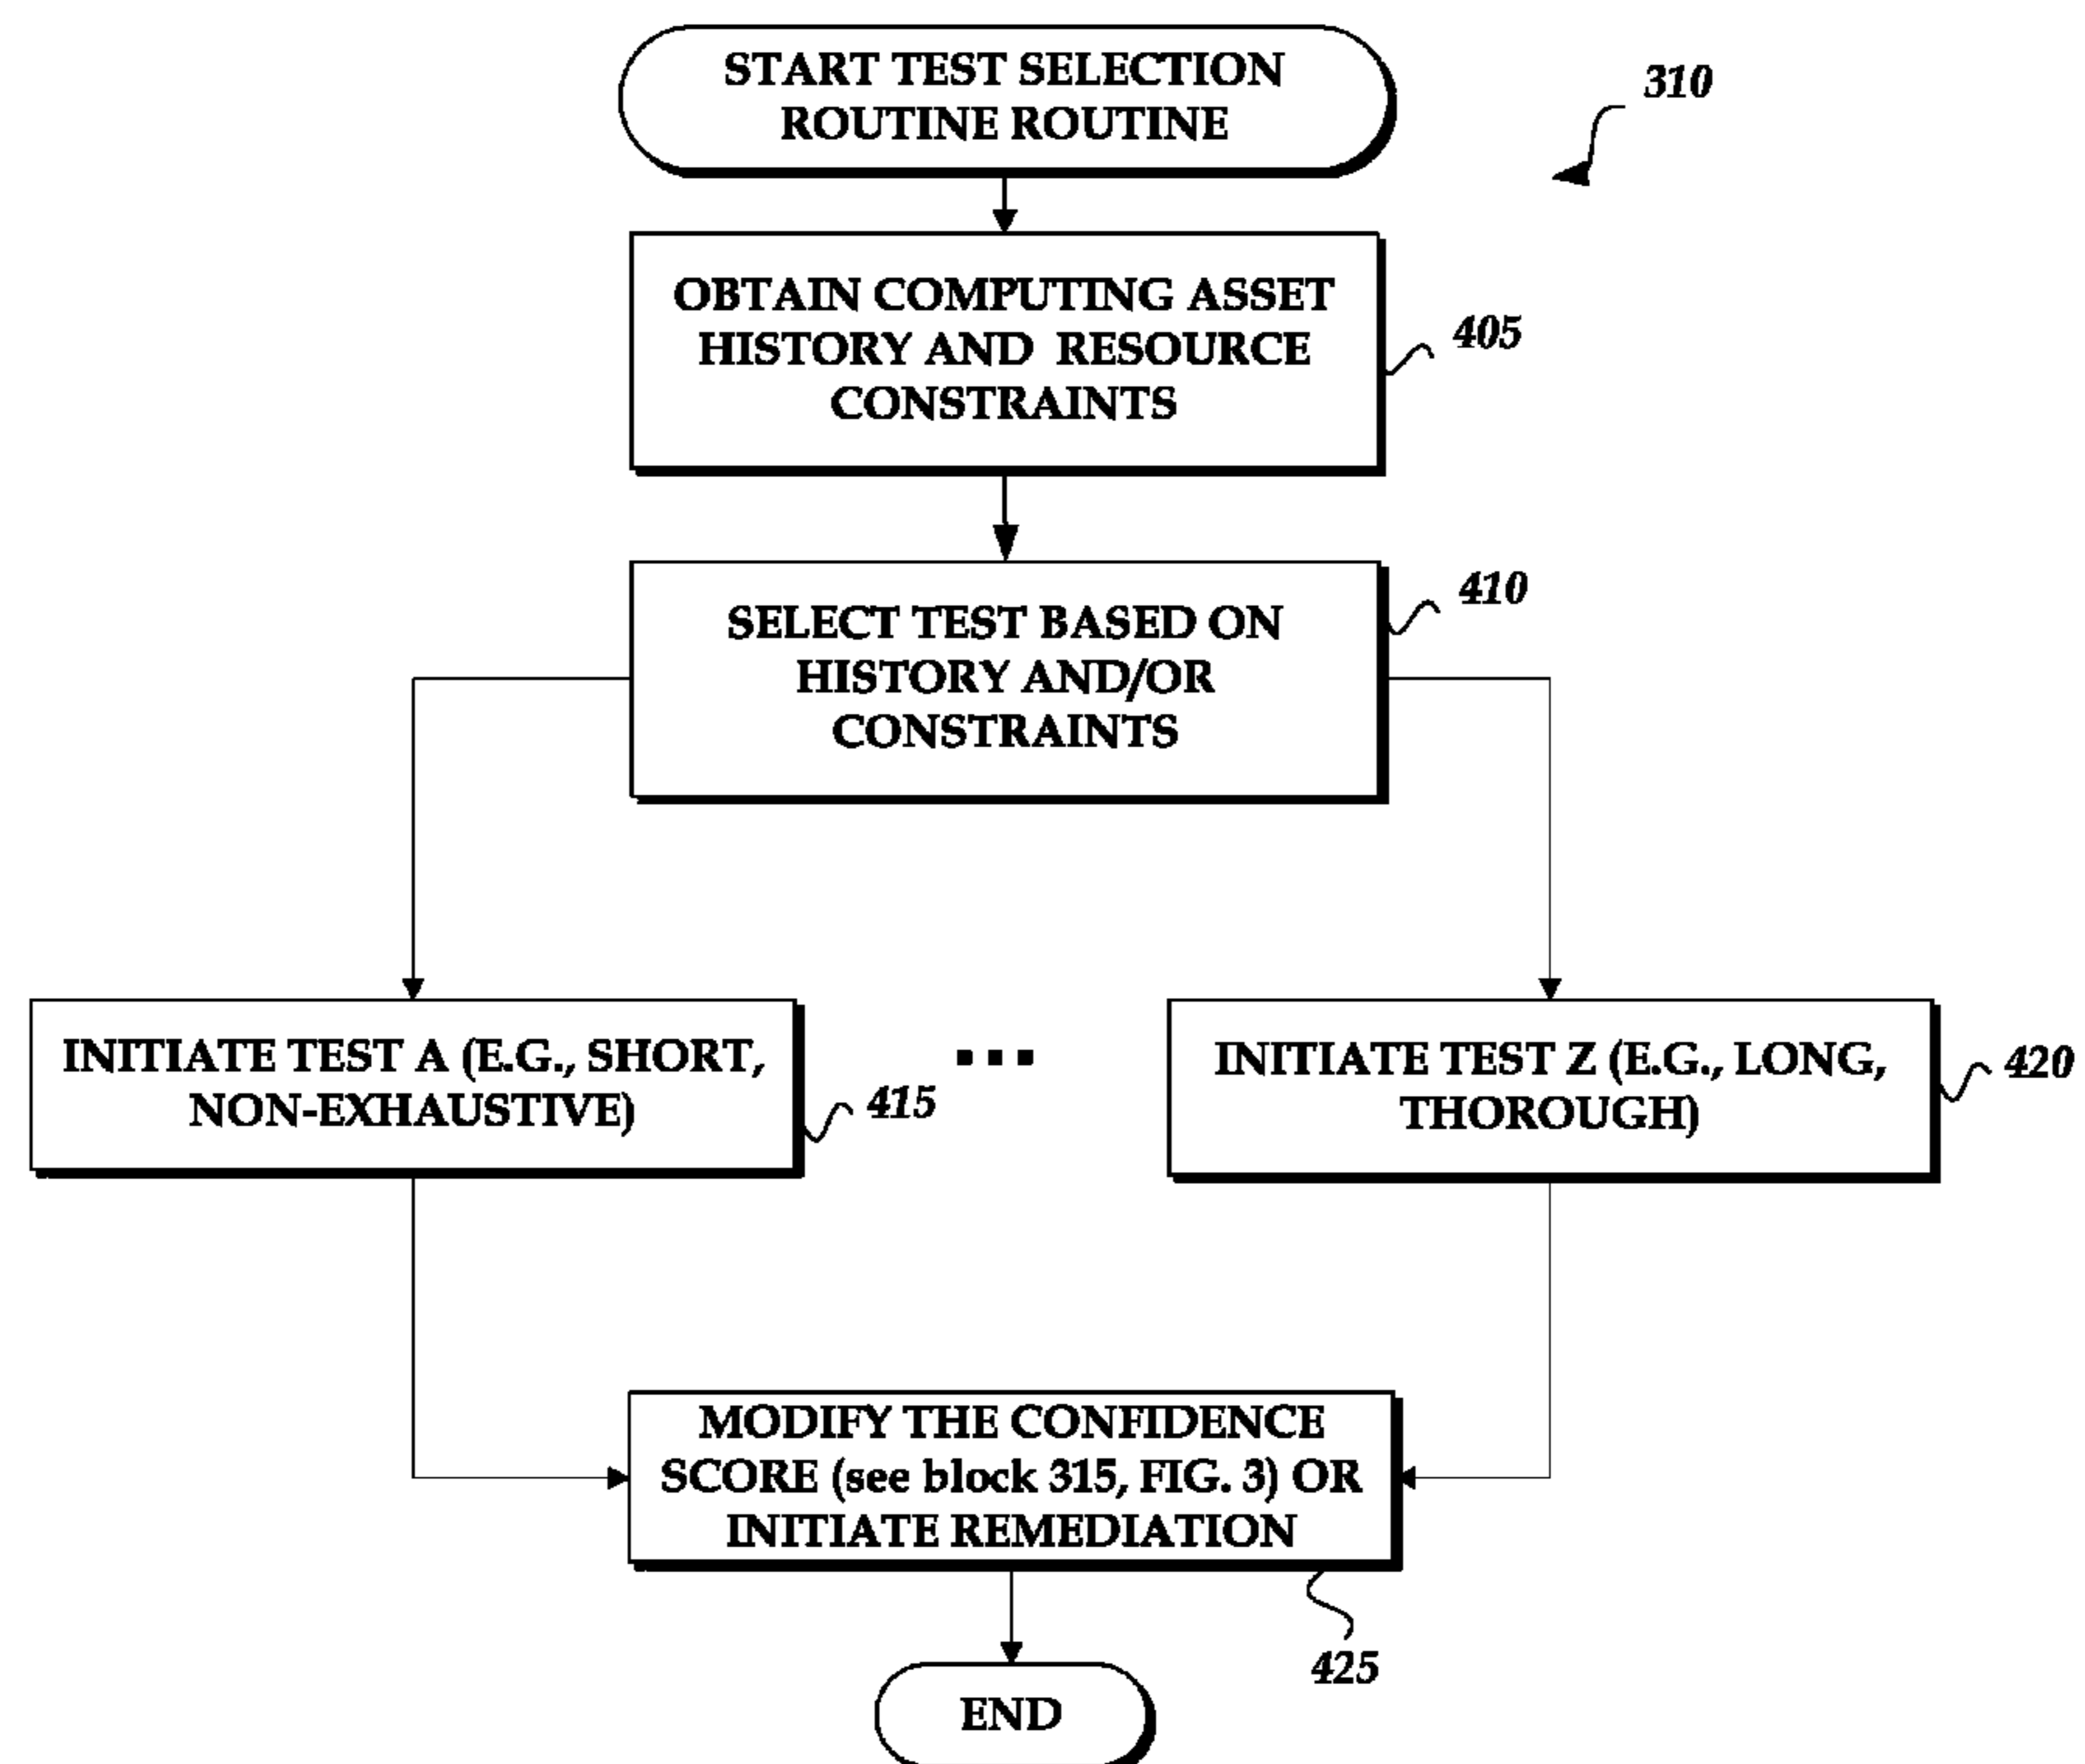 START TEST SELECTION
ROUTINE ROUTINE
310
OBTAIN COMPUTING ASSET
HISTORY AND RESOURCE
CONSTRAINTS
405
SELECT TEST BASED ON
HISTORY AND/OR
CONSTRAINTS
410
INITIATE TEST A (E.G., SHORT,
NON-EXHAUSTIVE)
415
...
INITIATE TEST Z (E.G., LONG,
THOROUGH)
420
MODIFY THE CONFIDENCE
SCORE (see block 315, FIG. 3) OR
INITIATE REMEDIATION
425
END